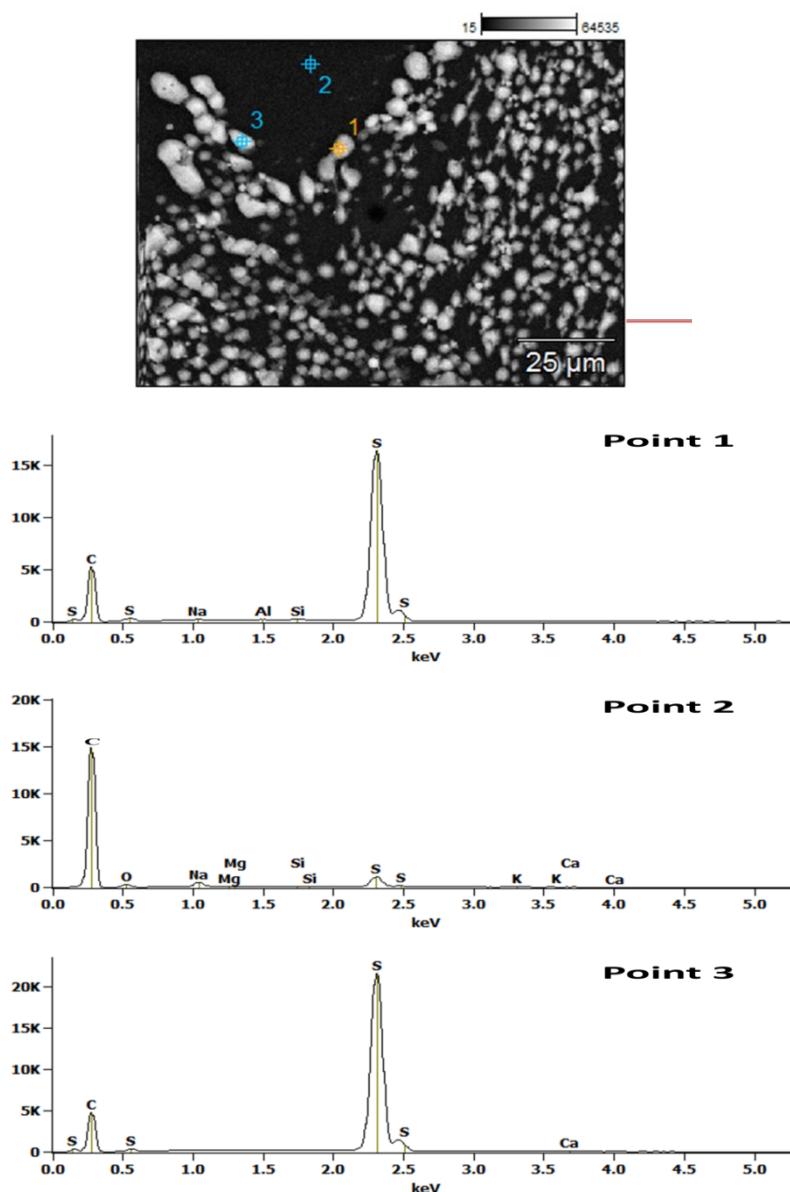 15 64535
3
2
1
25 µm
Point 1
15K
10K
5K
0
S C S Na Al Si S S
0.0 0.5 1.0 1.5 2.0 2.5 3.0 3.5 4.0 4.5 5.0
keV
Point 2
20K
15K
10K
5K
0
C O Na Mg Mg Si Si S S K K Ca Ca
0.0 0.5 1.0 1.5 2.0 2.5 3.0 3.5 4.0 4.5 5.0
keV
Point 3
20K
15K
10K
5K
0
S C S S S Ca
0.0 0.5 1.0 1.5 2.0 2.5 3.0 3.5 4.0 4.5 5.0
keV